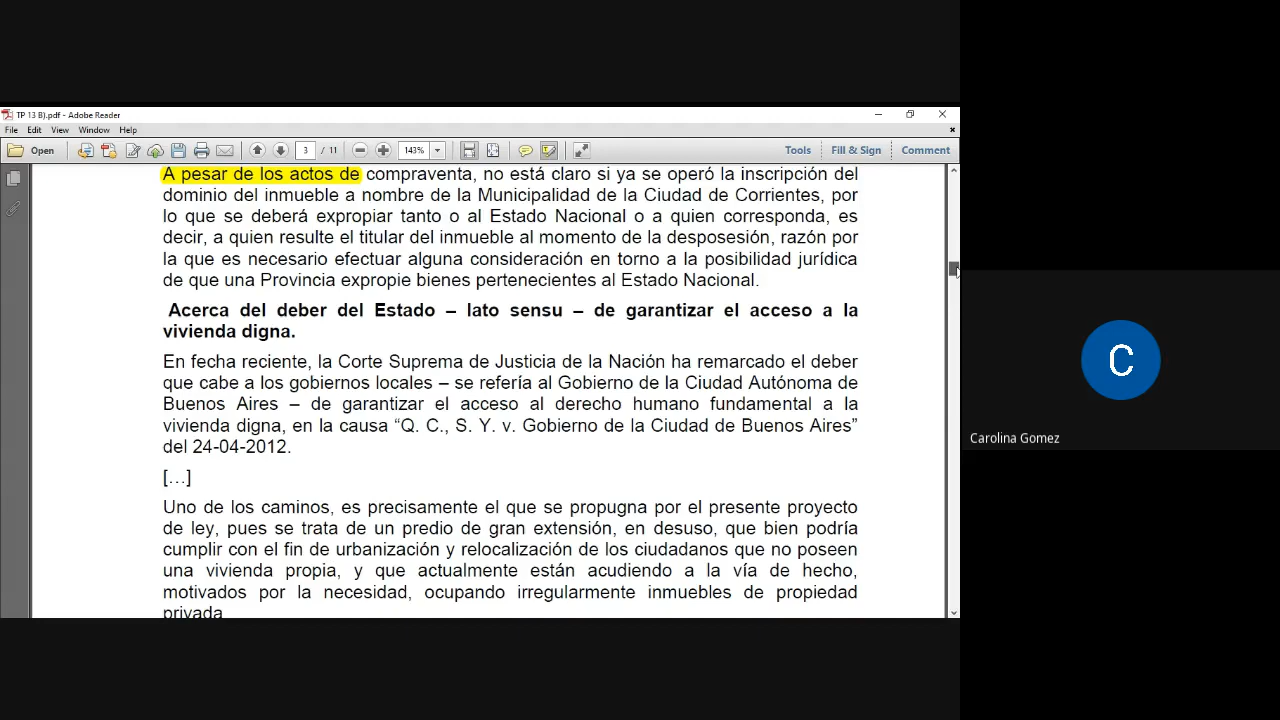 TP 13 B).pdf - Adobe Reader
File Edit View Window Help
Open 3 / 11 143% Tools Fill & Sign Comment
A pesar de los actos de compraventa, no está claro si ya se operó la inscripción del
dominio del inmueble a nombre de la Municipalidad de la Ciudad de Corrientes, por
lo que se deberá expropiar tanto o al Estado Nacional o a quien corresponda, es
decir, a quien resulte el titular del inmueble al momento de la desposesión, razón por
la que es necesario efectuar alguna consideración en torno a la posibilidad jurídica
de que una Provincia expropie bienes pertenecientes al Estado Nacional.
Acerca del deber del Estado – lato sensu – de garantizar el acceso a la
vivienda digna.
En fecha reciente, la Corte Suprema de Justicia de la Nación ha remarcado el deber
que cabe a los gobiernos locales – se refería al Gobierno de la Ciudad Autónoma de
Buenos Aires – de garantizar el acceso al derecho humano fundamental a la
vivienda digna, en la causa “Q. C., S. Y. v. Gobierno de la Ciudad de Buenos Aires”
del 24-04-2012.
[…]
Uno de los caminos, es precisamente el que se propugna por el presente proyecto
de ley, pues se trata de un predio de gran extensión, en desuso, que bien podría
cumplir con el fin de urbanización y relocalización de los ciudadanos que no poseen
una vivienda propia, y que actualmente están acudiendo a la vía de hecho,
motivados por la necesidad, ocupando irregularmente inmuebles de propiedad
privada
C
Carolina Gomez